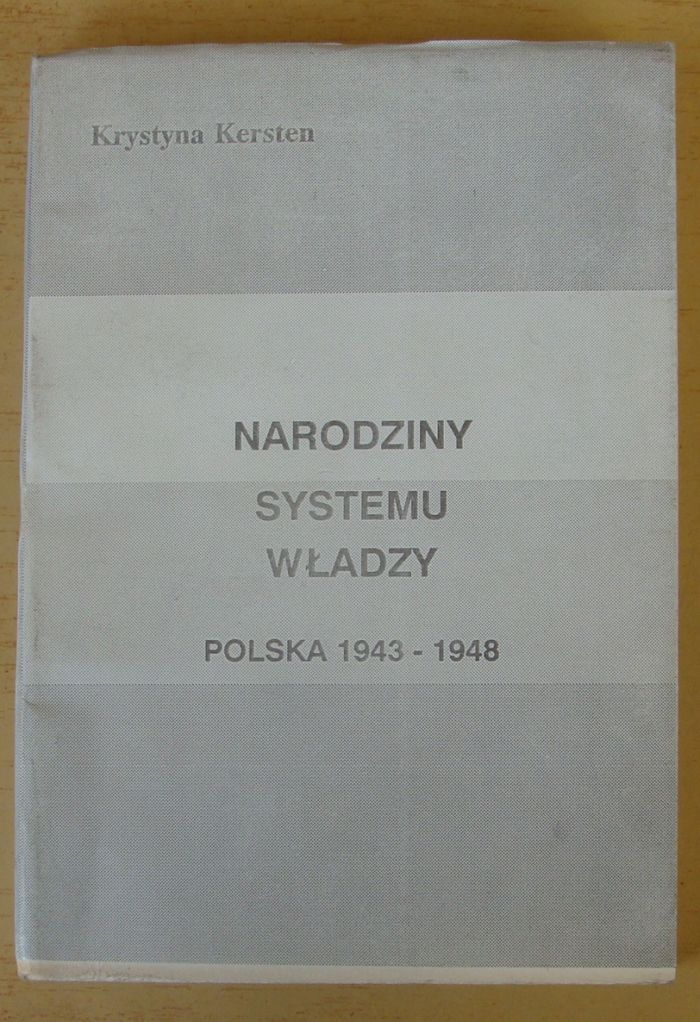 Krystyna Kersten
NARODZINY
SYSTEMU
WŁADZY
POLSKA 1943 - 1948